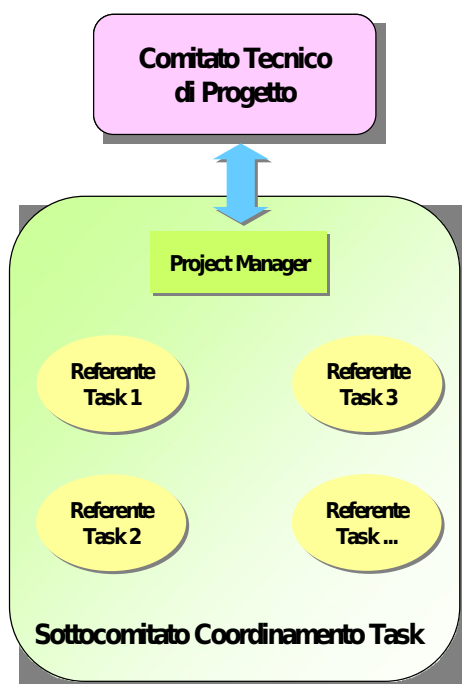 Comitato Tecnico
di Progetto
Project Manager
Referente
Task 1
Referente
Task 3
Referente
Task 2
Referente
Task ...
Sottocomitato Coordinamento Task